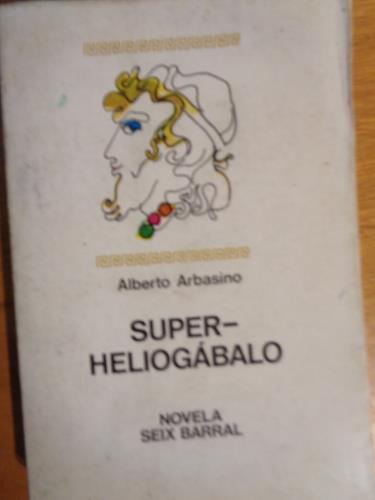 Alberto Arbasino
SUPER-
HELIOGÁBALO
NOVELA
SEIX BARRAL